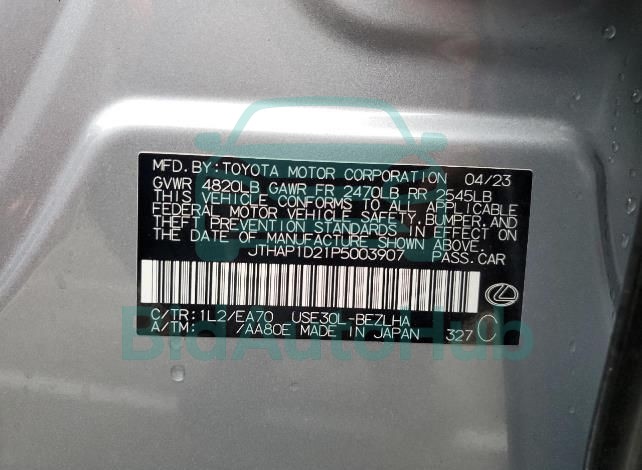 MFD. BY: TOYOTA MOTOR CORPORATION 04/23
GVWR 4820LB GAWR FR 2470LB RR 2545LB
THIS VEHICLE CONFORMS TO ALL APPLICABLE
FEDERAL MOTOR VEHICLE SAFETY, BUMPER, AND
THEFT PREVENTION STANDARDS IN EFFECT ON
THE DATE OF MANUFACTURE SHOWN ABOVE.
JTHAP1D21P5003907 PASS.CAR
C/TR: 1L2/EA70 USE30L-BEZLHA
A/TM: /AA80E MADE IN JAPAN 327 C
BidAutoHub